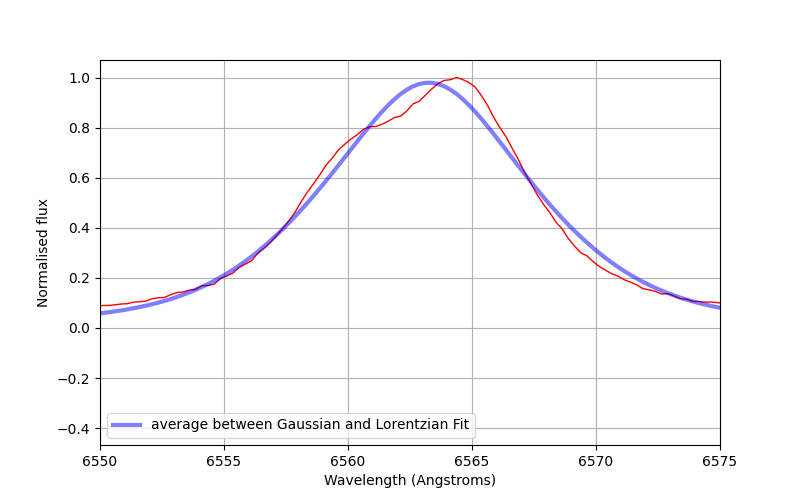 1.0
0.8
0.6
0.4
0.2
0.0
−0.2
−0.4
Normalised flux
average between Gaussian and Lorentzian Fit
6550 6555 6560 6565 6570 6575
Wavelength (Angstroms)